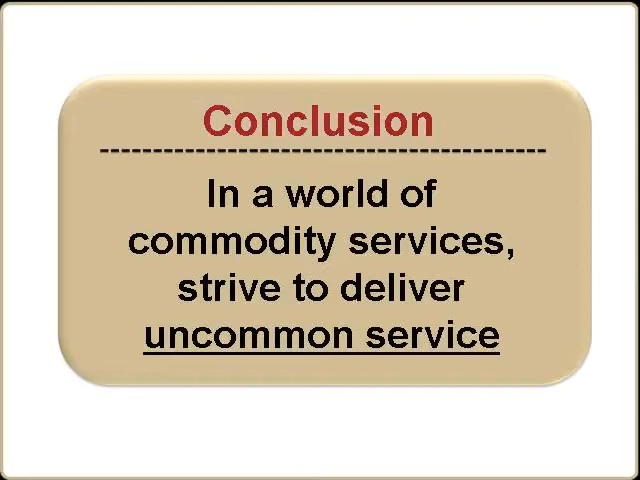 Conclusion
In a world of
commodity services,
strive to deliver
uncommon service